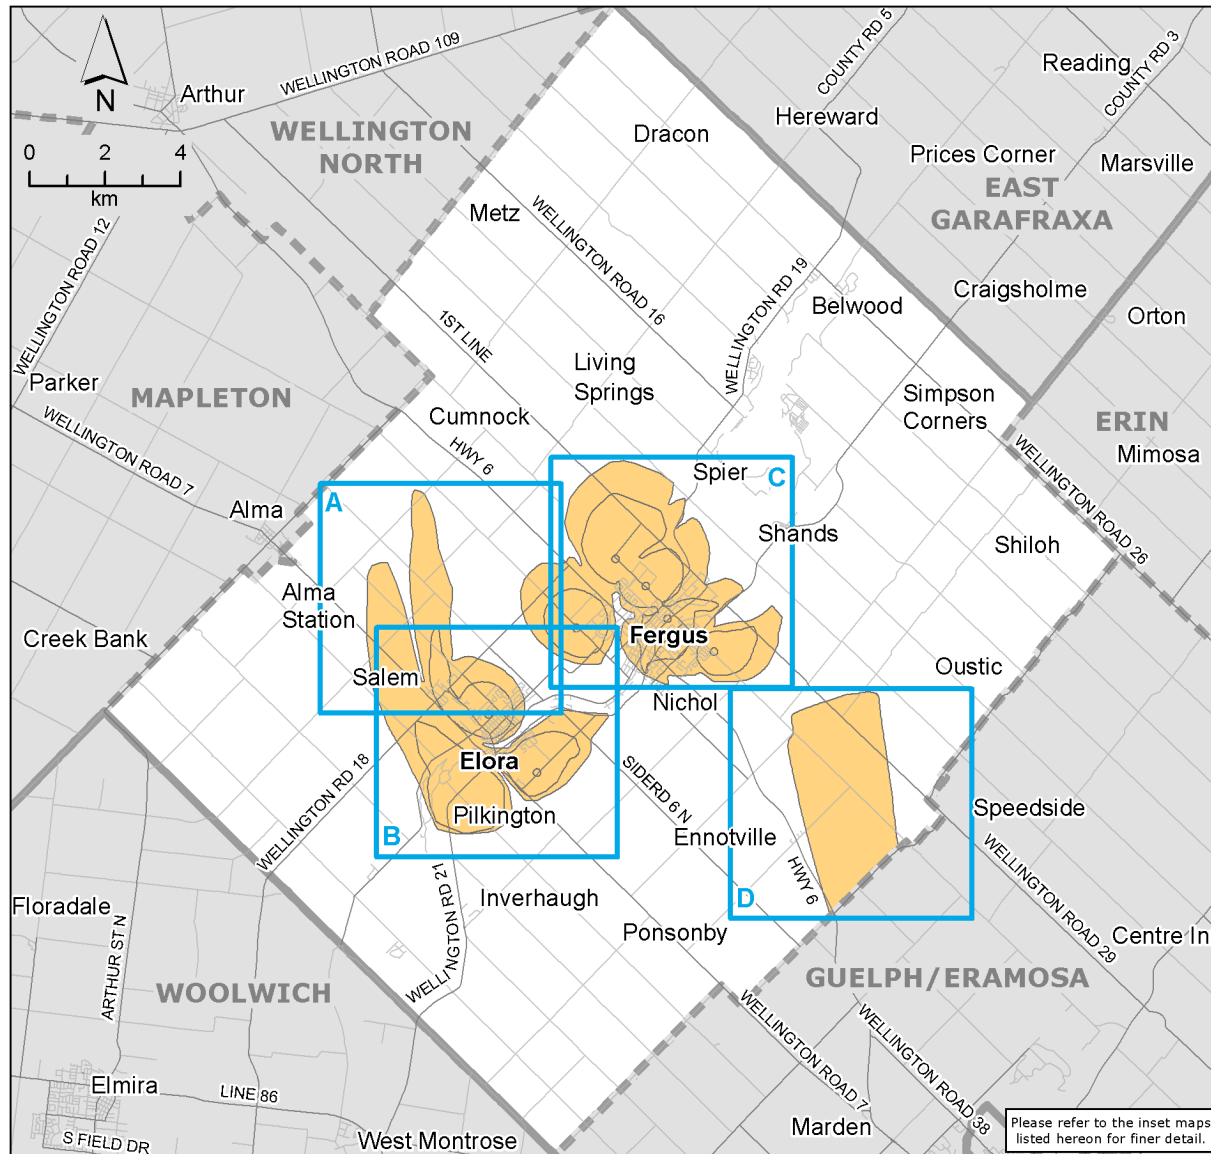 COUNTY RD 5
Reading
COUNTY RD 3
WELLINGTON ROAD 109
N
Arthur
Hereward
WELLINGTON
NORTH
Dracon
0 2 4
km
Prices Corner
Marsville
EAST
GARAFRAXA
Metz
WELLINGTON ROAD 12
WELLINGTON ROAD 16
WELLINGTON RD 19
Craigsholme
Belwood
Orton
1ST LINE
Living
Springs
Parker
MAPLETON
Simpson
Corners
Cumnock
ERIN
Mimosa
WELLINGTON ROAD 7
HWY 6
WELLINGTON ROAD 26
Spier
C
A
Alma
Shands
Shiloh
Alma
Station
Creek Bank
Fergus
Salem
Oustic
Nichol
Elora
WELLINGTON RD 18
SIDERD 6 N
Pilkington
Speedside
B
Ennotville
HWY 6
D
WELLINGTON ROAD 29
WELLINGTON RD 21
Inverhaugh
Floradale
ARTHUR ST N
Ponsonby
Centre In
WOOLWICH
GUELPH/ERAMOSA
WELLINGTON ROAD 7
WELLINGTON ROAD 38
Elmira
LINE 86
S FIELD DR
West Montrose
Marden
Please refer to the inset maps
listed hereon for finer detail.